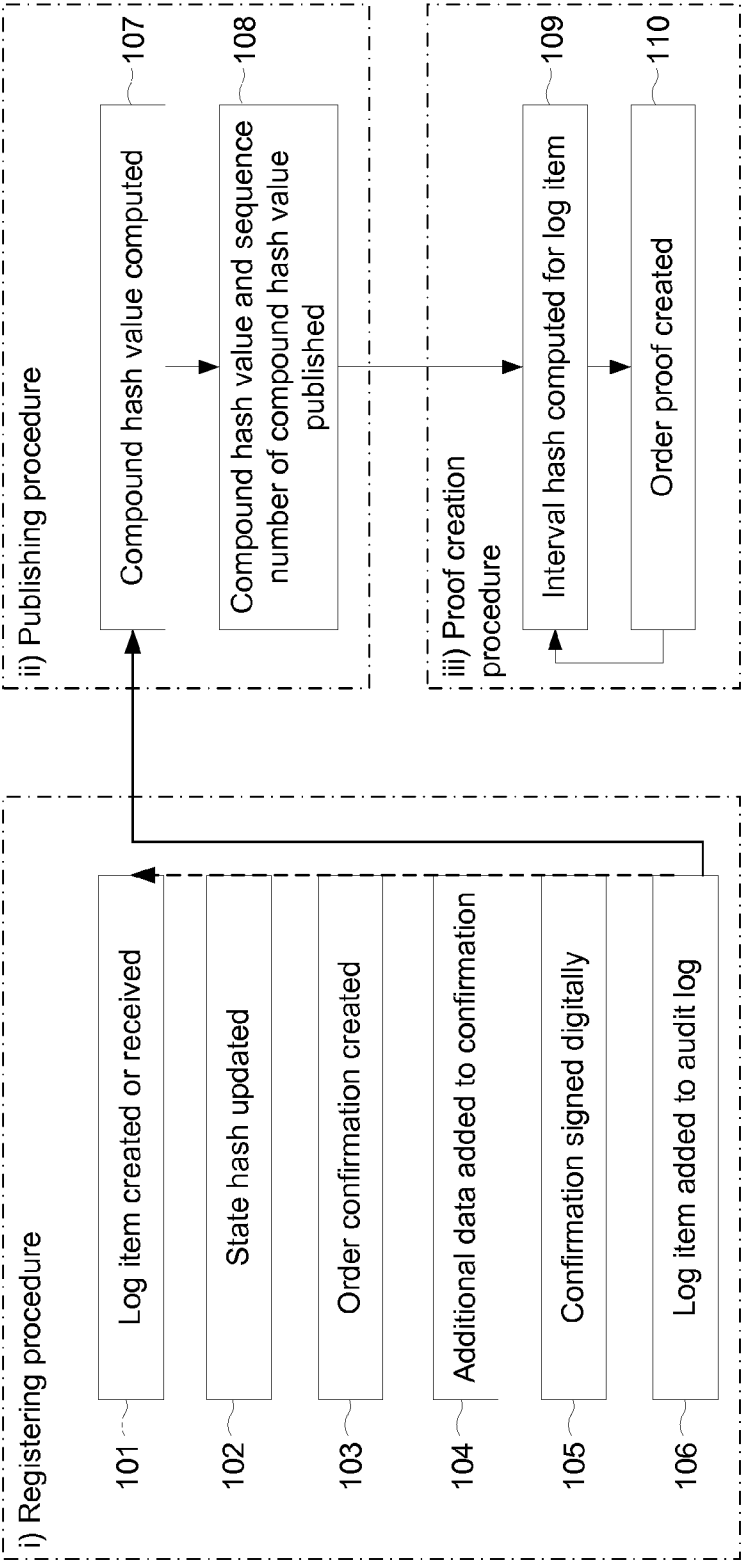 i) Registering procedure
101
Log item created or received
102
State hash updated
103
Order confirmation created
104
Additional data added to confirmation
105
Confirmation signed digitally
106
Log item added to audit log
ii) Publishing procedure
Compound hash value computed
107
Compound hash value and sequence
number of compound hash value
published
108
iii) Proof creation
procedure
Interval hash computed for log item
109
Order proof created
110